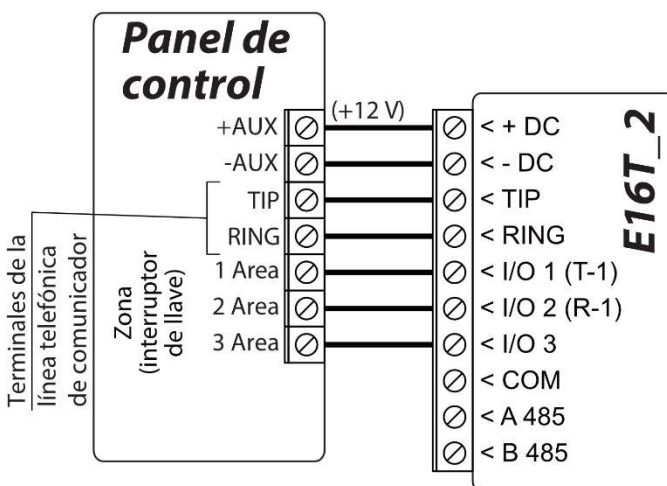 Panel de
control
(+12 V)
+AUX
-AUX
TIP
RING
1 Area
2 Area
3 Area
Terminales de la
línea telefónica
de comunicador
Zona
(interruptor
de llave)
< + DC
< - DC
< TIP
< RING
< I/O 1 (T-1)
< I/O 2 (R-1)
< I/O 3
< COM
< A 485
< B 485
E16T_2